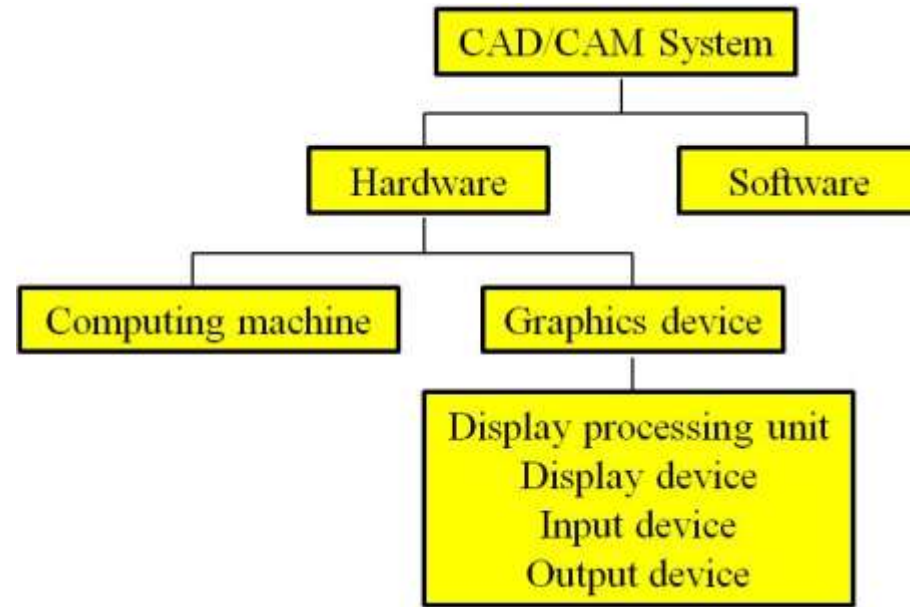 CAD/CAM System
Hardware
Software
Computing machine
Graphics device
Display processing unit
Display device
Input device
Output device